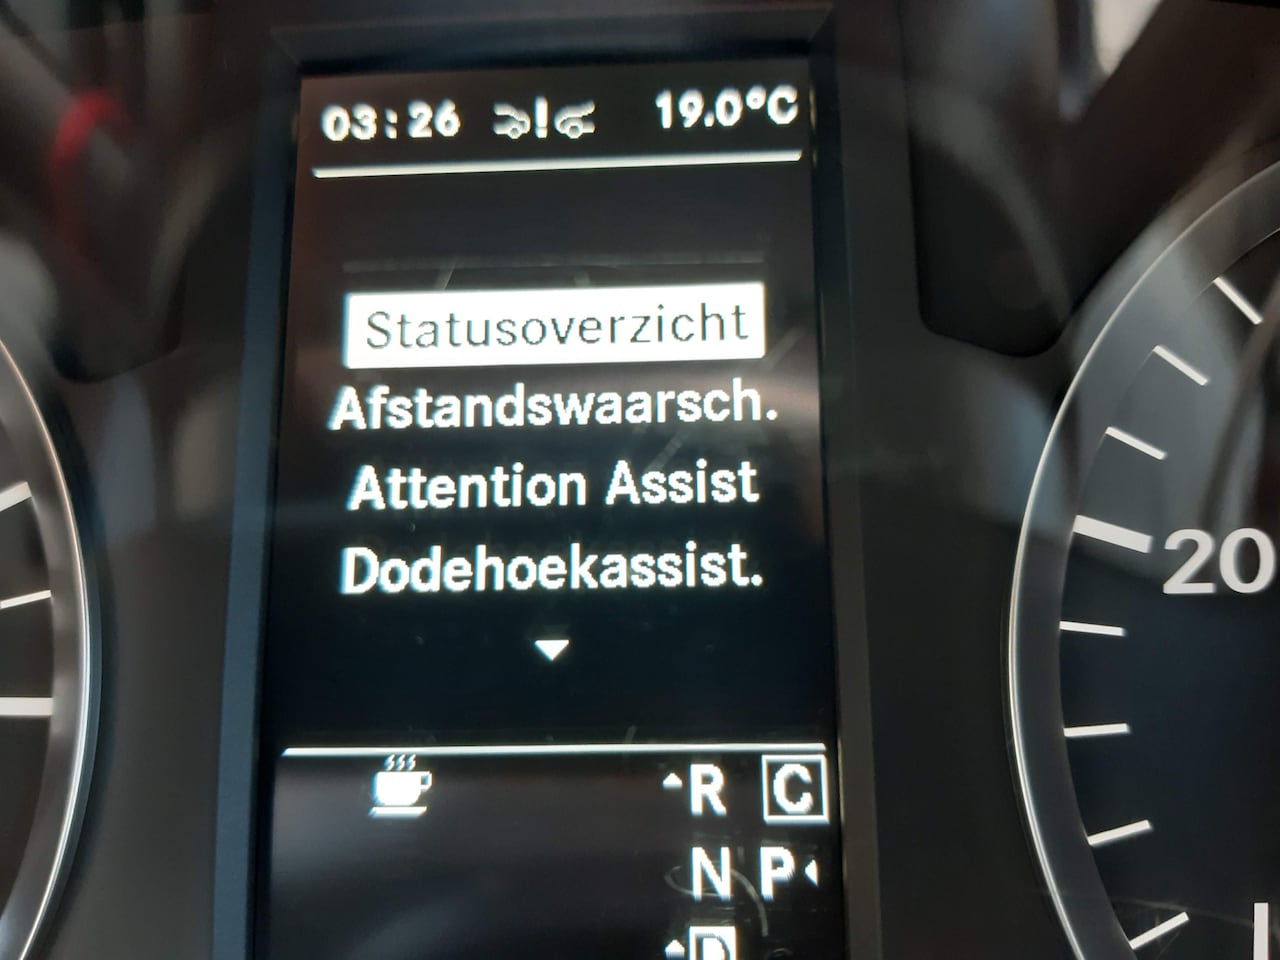 03:26 ! 19.0°C
Statusoverzicht
Afstandswaarsch.
Attention Assist
Dodehoekassist.
R C
N P
D
20